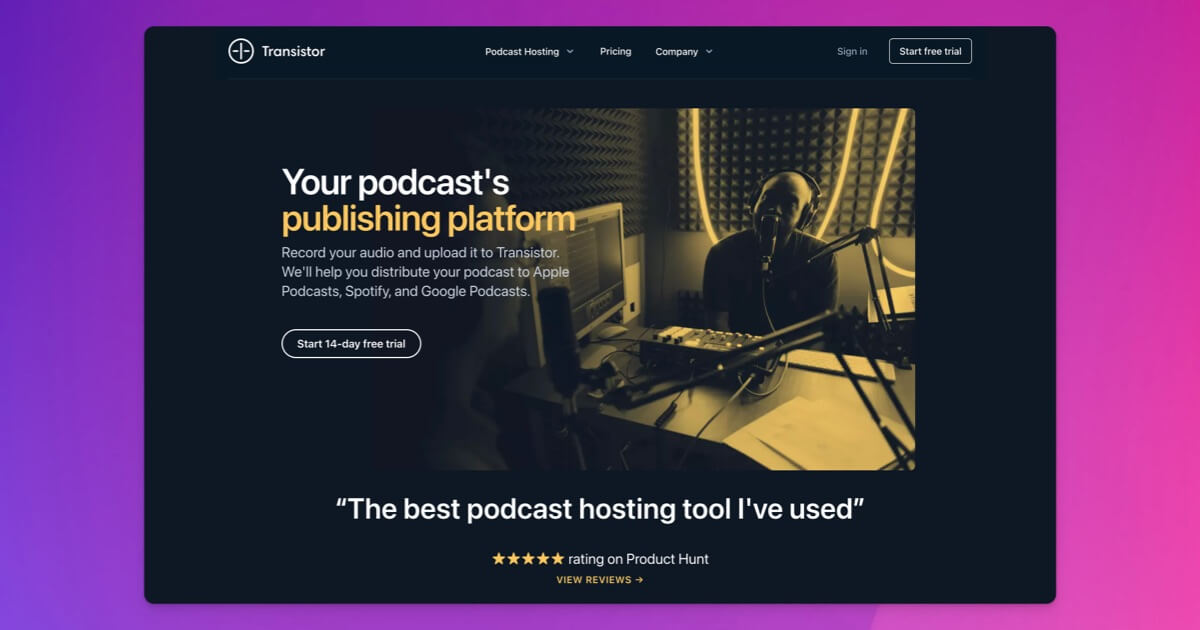 Transistor
Podcast Hosting
Pricing
Company
Sign in
Start free trial
Your podcast's
publishing platform
Record your audio and upload it to Transistor.
We'll help you distribute your podcast to Apple
Podcasts, Spotify, and Google Podcasts.
Start 14-day free trial
“The best podcast hosting tool I've used”
★★★★★ rating on Product Hunt
VIEW REVIEWS →